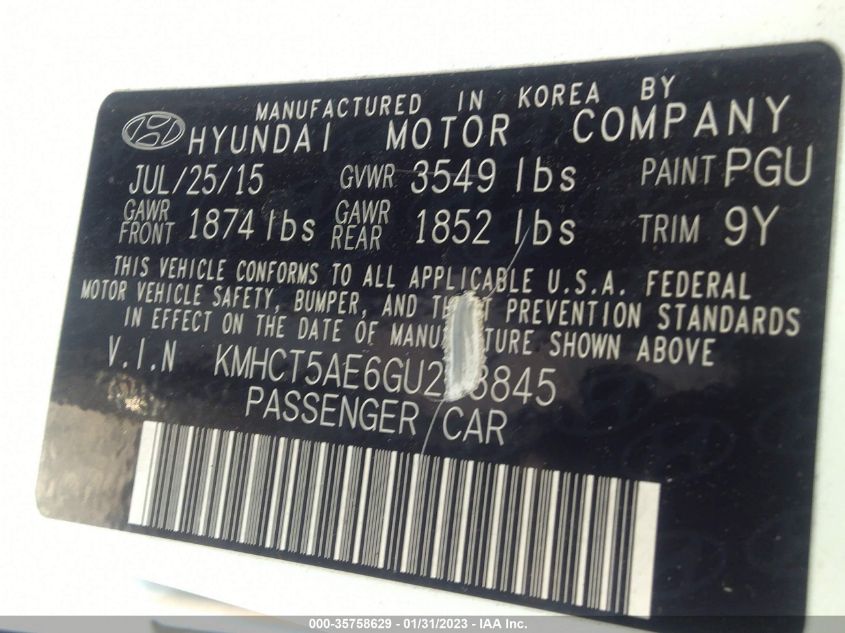 MANUFACTURED IN KOREA BY
HYUNDAI MOTOR COMPANY
JUL/25/15 GVWR 3549 lbs PAINT PGU
GAWR FRONT 1874 lbs GAWR REAR 1852 lbs TRIM 9Y
THIS VEHICLE CONFORMS TO ALL APPLICABLE U.S.A. FEDERAL
MOTOR VEHICLE SAFETY, BUMPER, AND PREVENTION STANDARDS
IN EFFECT ON THE DATE OF SHOWN ABOVE
V.I.N
PASSENGER CAR
000-35758629 - 01/31/2023 - IAA Inc.